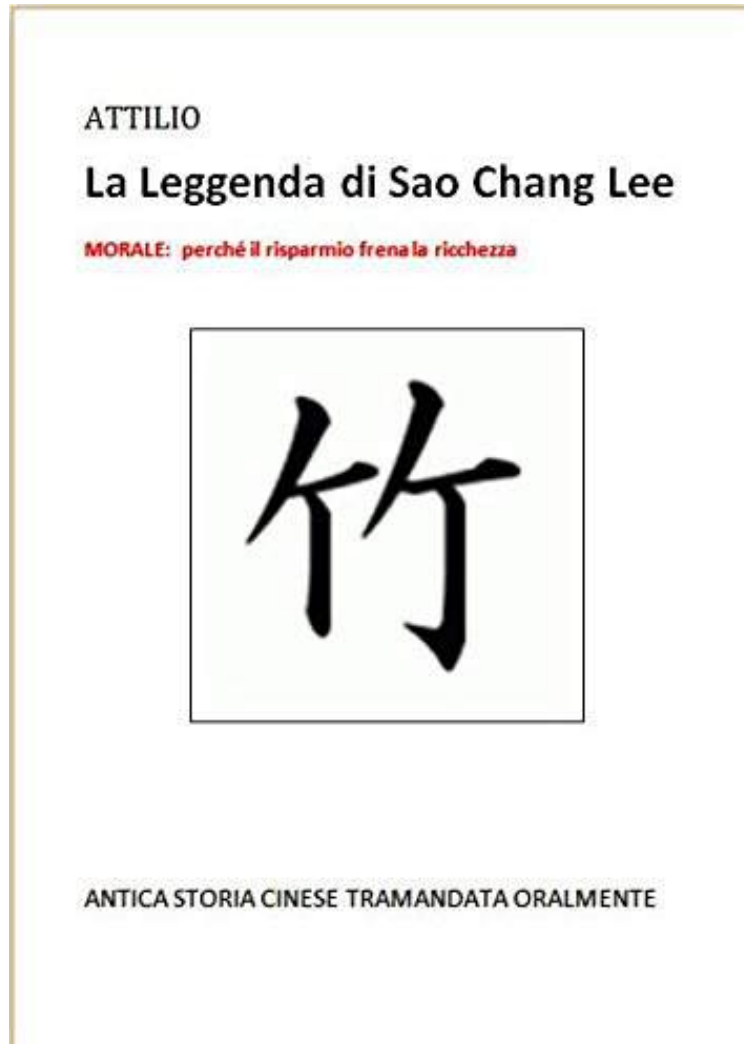 ATTILIO
La Leggenda di Sao Chang Lee
MORALE: perché il risparmio frena la ricchezza
竹
ANTICA STORIA CINESE TRAMANDATA ORALMENTE